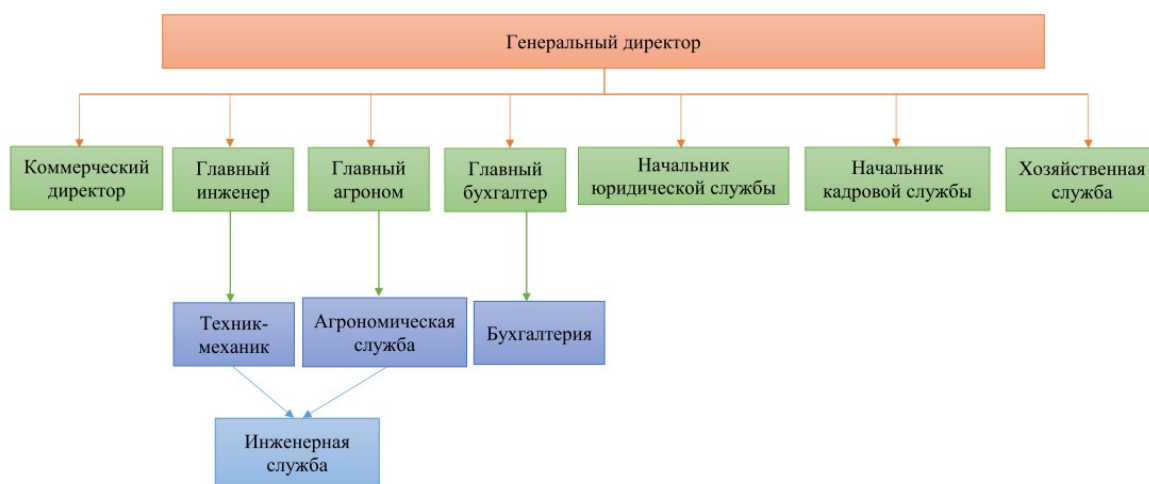 Генеральный директор
Коммерческий
директор
Главный
инженер
Главный
агроном
Главный
бухгалтер
Начальник
юридической службы
Начальник
кадровой службы
Хозяйственная
служба
Техник-
механик
Агрономическая
служба
Бухгалтерия
Инженерная
служба